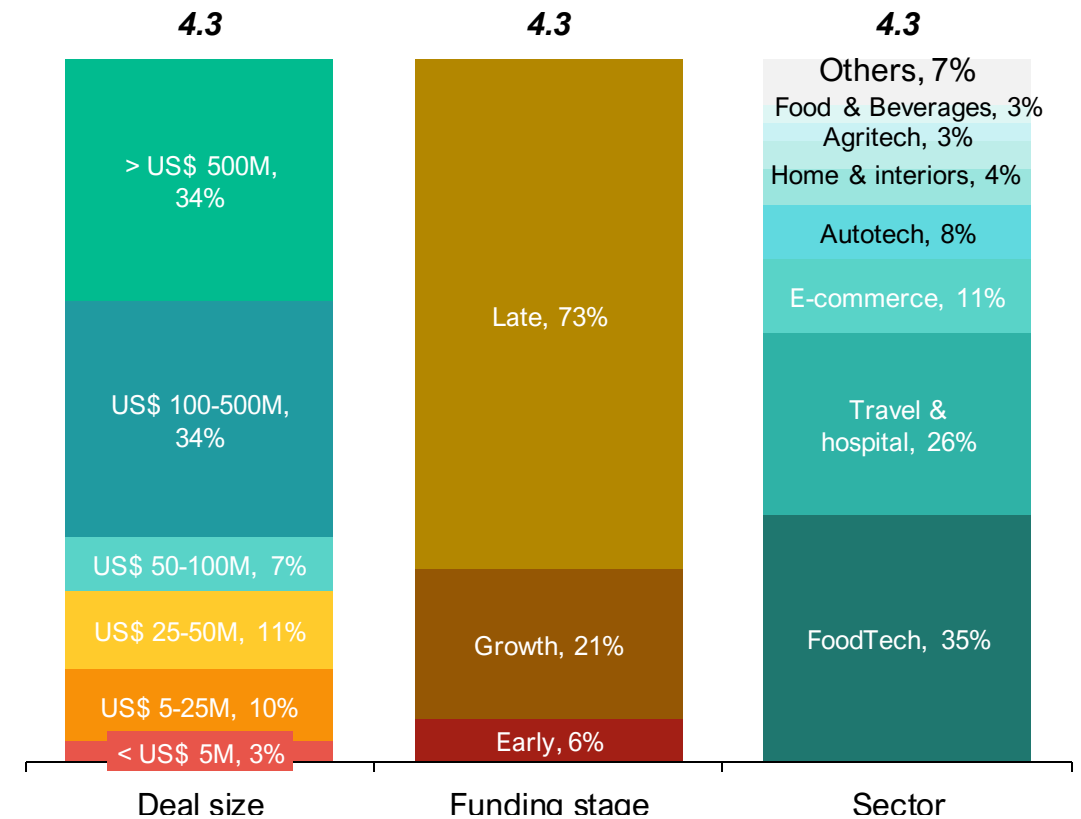 4.3
4.3
4.3
> US$ 500M,
34%
US$ 100-500M,
34%
US$ 50-100M, 7%
US$ 25-50M, 11%
US$ 5-25M, 10%
< US$ 5M, 3%
Late, 73%
Growth, 21%
Early, 6%
Others, 7%
Food & Beverages, 3%
Agritech, 3%
Home & interiors, 4%
Autotech, 8%
E-commerce, 11%
Travel &
hospital, 26%
FoodTech, 35%
Deal size
Funding stage
Sector